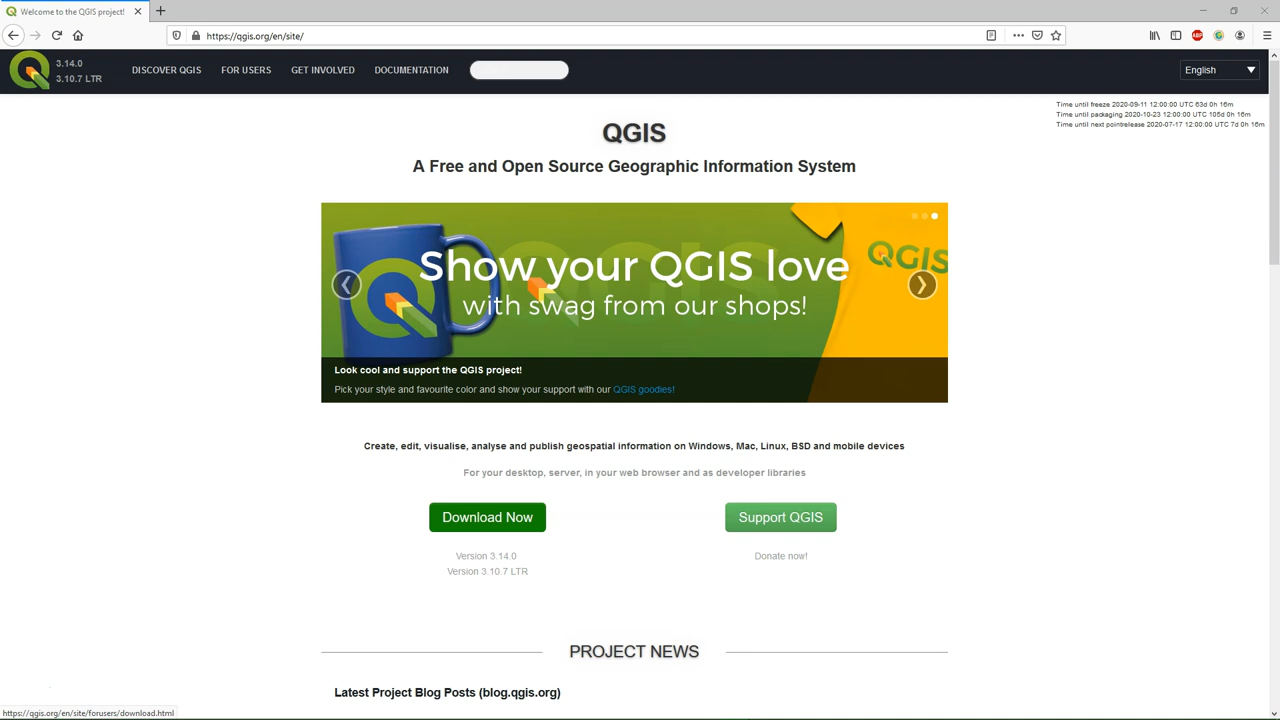 Welcome to the QGIS project!
https://qgis.org/en/site/
3.14.0
3.10.7 LTR
DISCOVER QGIS
FOR USERS
GET INVOLVED
DOCUMENTATION
English
Time until freeze 2020-09-11 12:00:00 UTC 63d 0h 16m
Time until packaging 2020-10-23 12:00:00 UTC 105d 0h 16m
Time until next pointrelease 2020-07-17 12:00:00 UTC 7d 0h 16m
QGIS
A Free and Open Source Geographic Information System
QGIS
Show your QGIS love
with swag from our shops!
Look cool and support the QGIS project!
Pick your style and favourite color and show your support with our QGIS goodies!
Create, edit, visualise, analyse and publish geospatial information on Windows, Mac, Linux, BSD and mobile devices
For your desktop, server, in your web browser and as developer libraries
Download Now
Support QGIS
Version 3.14.0
Donate now!
Version 3.10.7 LTR
PROJECT NEWS
Latest Project Blog Posts (blog.qgis.org)
https://qgis.org/en/site/forusers/download.html